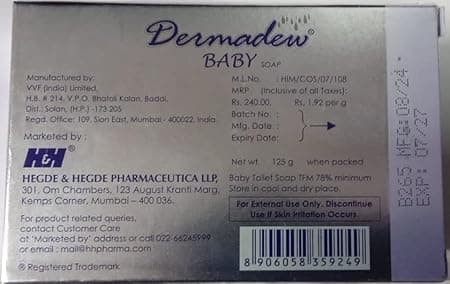 Dermadew®
BABY SOAP
Manufactured by:
VVF (India) Limited,
H.B. # 214, V.P.O. Bhatoli Kalan, Baddi,
Dist.: Solan, (H.P.) -173 205
Regd. Office: 109, Sion East, Mumbai - 400022, India.
Marketed by :
H&H
HEGDE & HEGDE PHARMACEUTICA LLP,
301, Om Chambers, 123 August Kranti Marg,
Kemps Corner, Mumbai – 400 036.
For product related queries,
contact Customer Care
at 'Marketed by' address or call 022-66245999
or email : mail@hhpharma.com
® Registered Trademark.
M.L.No. : HIM/COS/07/108
MRP. (Inclusive of all Taxes):
Rs. 240.00, Rs. 1.92 per g
Batch No :
Mfg. Date :
Expiry Date:
Net weight 125 g when packed.
Baby Toilet Soap TFM 78% minimum
Store in cool and dry place.
For External Use Only. Discontinue
Use if Skin Irritation Occurs
8 906058 359249
B265 MFG:08/24
EXP: 07/27